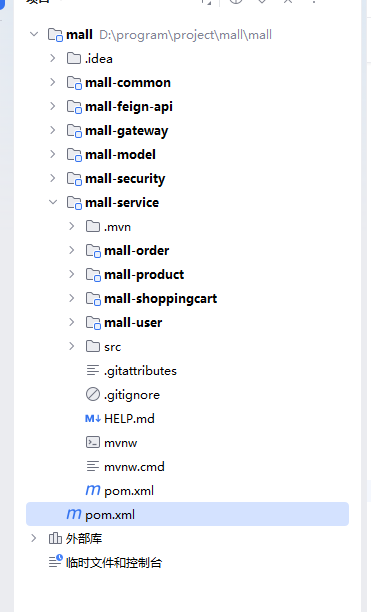 项目
mall D:\program\project\mall\mall
.idea
mall-common
mall-feign-api
mall-gateway
mall-model
mall-security
mall-service
.mvn
mall-order
mall-product
mall-shoppingcart
mall-user
src
.gitattributes
.gitignore
M↓ HELP.md
mvnw
mvnw.cmd
m pom.xml
m pom.xml
外部库
临时文件和控制台